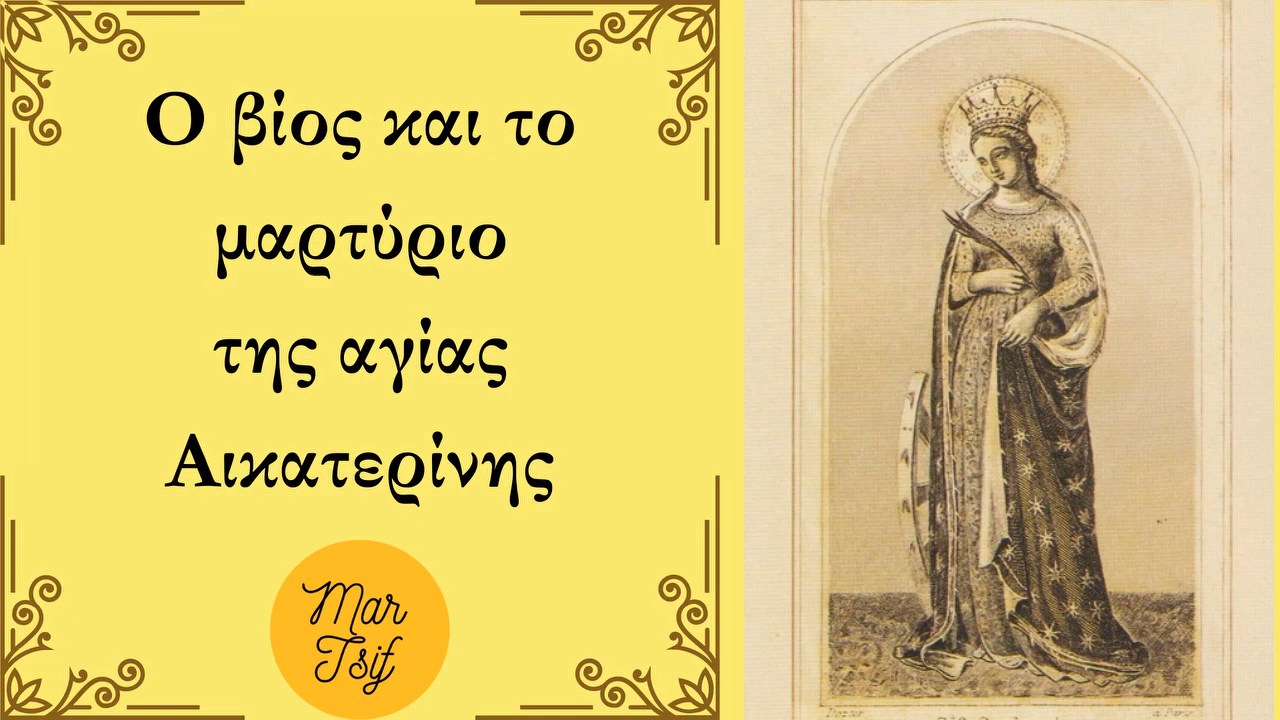 Ο βίος και το
μαρτύριο
της αγίας
Αικατερίνης
Mar
Tsif